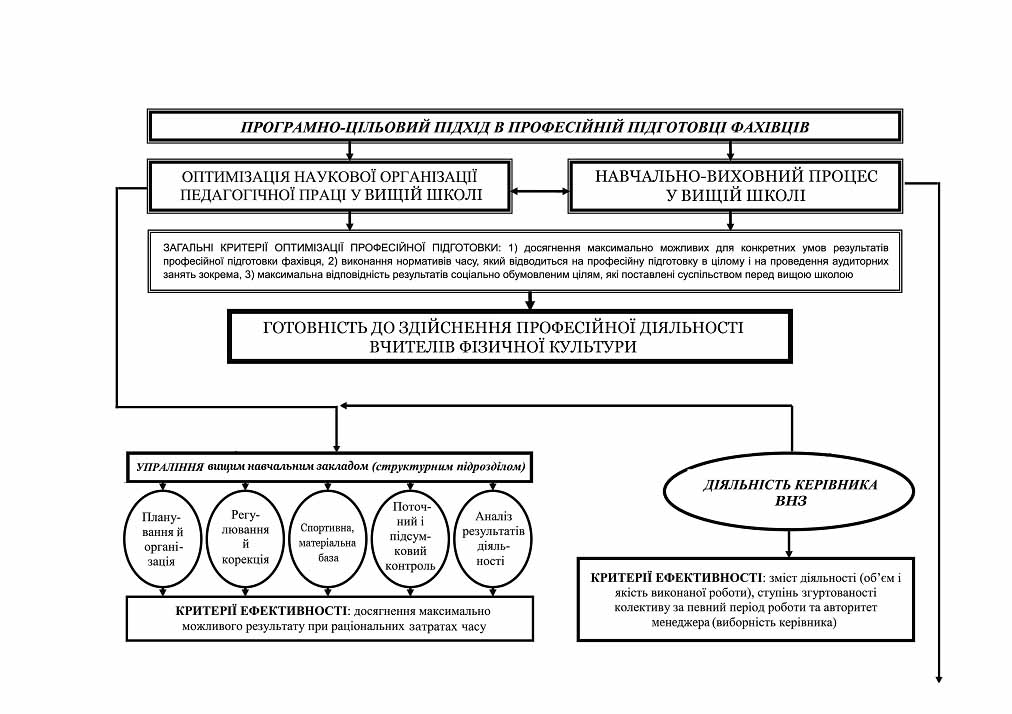 ПРОГРАМНО-ЦІЛЬОВИЙ ПІДХІД В ПРОФЕСІЙНІЙ ПІДГОТОВЦІ ФАХІВЦІВ
ОПТИМІЗАЦІЯ НАУКОВОЇ ОРГАНІЗАЦІЇ
ПЕДАГОГІЧНОЇ ПРАЦІ У ВИЩІЙ ШКОЛІ
НАВЧАЛЬНО-ВИХОВНИЙ ПРОЦЕС
У ВИЩІЙ ШКОЛІ
ЗАГАЛЬНІ КРИТЕРІЇ ОПТИМІЗАЦІЇ ПРОФЕСІЙНОЇ ПІДГОТОВКИ: 1) досягнення максимально можливих для конкретних умов результатів
професійної підготовки фахівця, 2) виконання нормативів часу, який відводиться на професійну підготовку в цілому і на проведення аудиторних
занять зокрема, 3) максимальна відповідність результатів соціально обумовленим цілям, які поставлені суспільством перед вищою школою
ГОТОВНІСТЬ ДО ЗДІЙСНЕННЯ ПРОФЕСІЙНОЇ ДІЯЛЬНОСТІ
ВЧИТЕЛІВ ФІЗИЧНОЇ КУЛЬТУРИ
УПРАЛІННЯ вищим навчальним закладом (структурним підрозділом)
Плану-
вання й
органі-
зація
Регу-
лювання
й
корекція
Спортивна,
матеріальна
база
Поточ-
ний і
підсум-
ковий
контроль
Аналіз
результатів
діяль-
ності
КРИТЕРІЇ ЕФЕКТИВНОСТІ: досягнення максимально
можливого результату при раціональних затратах часу
ДІЯЛЬНІСТЬ КЕРІВНИКА
ВНЗ
КРИТЕРІЇ ЕФЕКТИВНОСТІ: зміст діяльності (об’єм і
якість виконаної роботи), ступінь згуртованості
колективу за певний період роботи та авторитет
менеджера (виборність керівника)